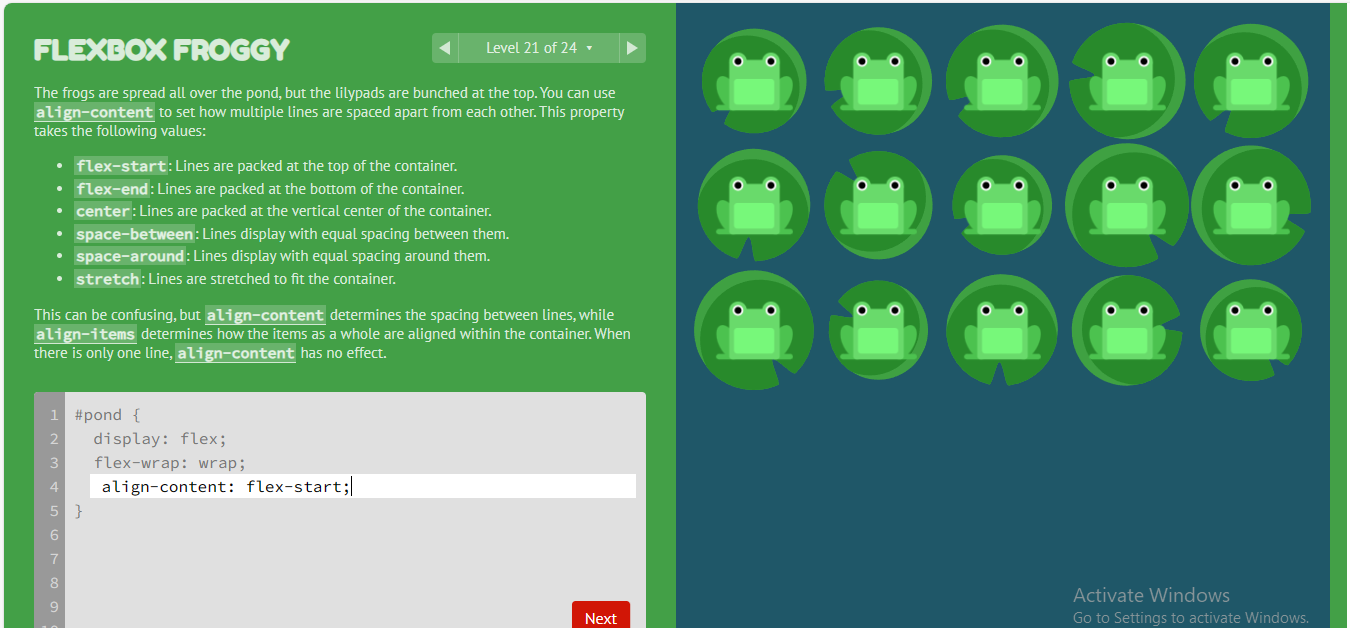 FLEXBOX FROGGY
Level 21 of 24
The frogs are spread all over the pond, but the lilypads are bunched at the top. You can use
align-content to set how multiple lines are spaced apart from each other. This property
takes the following values:
flex-start: Lines are packed at the top of the container.
flex-end: Lines are packed at the bottom of the container.
center: Lines are packed at the vertical center of the container.
space-between: Lines display with equal spacing between them.
space-around: Lines display with equal spacing around them.
stretch: Lines are stretched to fit the container.
This can be confusing, but align-content determines the spacing between lines, while
align-items determines how the items as a whole are aligned within the container. When
there is only one line, align-content has no effect.
1 #pond {
2 display: flex;
3 flex-wrap: wrap;
4 align-content: flex-start;
5 }
6
7
8
9
10
Next
Activate Windows
Go to Settings to activate Windows.